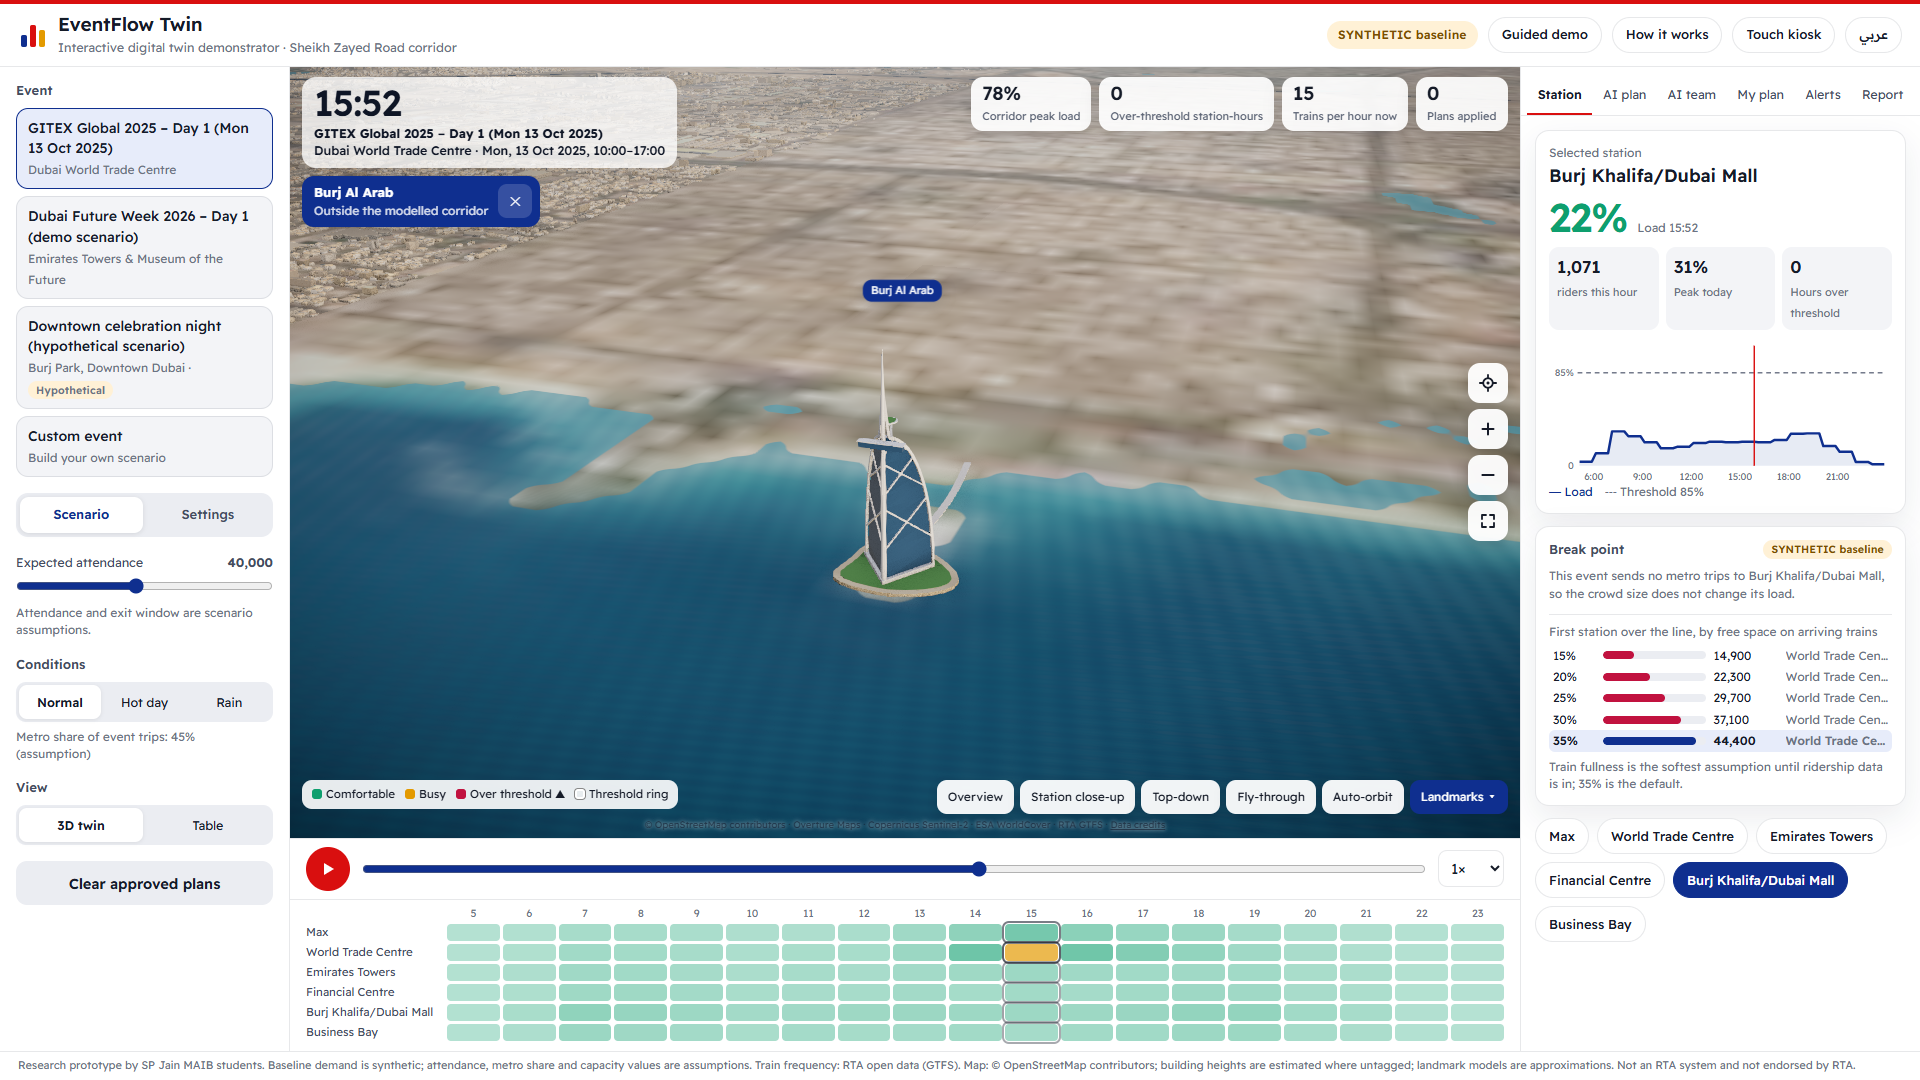 EventFlow Twin
Interactive digital twin demonstrator · Sheikh Zayed Road corridor
SYNTHETIC baseline
Guided demo
How it works
Touch kiosk
عربي
Event
GITEX Global 2025 – Day 1 (Mon
13 Oct 2025)
Dubai World Trade Centre
Dubai Future Week 2026 – Day 1
(demo scenario)
Emirates Towers & Museum of the
Future
Downtown celebration night
(hypothetical scenario)
Burj Park, Downtown Dubai ·
Hypothetical
Custom event
Build your own scenario
Scenario
Settings
Expected attendance 40,000
Attendance and exit window are scenario
assumptions.
Conditions
Normal
Hot day
Rain
Metro share of event trips: 45%
(assumption)
View
3D twin
Table
Clear approved plans
15:52
GITEX Global 2025 – Day 1 (Mon 13 Oct 2025)
Dubai World Trade Centre · Mon, 13 Oct 2025, 10:00–17:00
Burj Al Arab
Outside the modelled corridor
×
78%
Corridor peak load
0
Over-threshold station-hours
15
Trains per hour now
0
Plans applied
Burj Al Arab
Comfortable
Busy
Over threshold ▲
Threshold ring
Overview
Station close-up
Top-down
Fly-through
Auto-orbit
Landmarks
© OpenStreetMap contributors · Overture Maps · Copernicus Sentinel-2 · ESA WorldCover · RTA GTFS · Data credits
1×
5 6 7 8 9 10 11 12 13 14 15 16 17 18 19 20 21 22 23
Max
World Trade Centre
Emirates Towers
Financial Centre
Burj Khalifa/Dubai Mall
Business Bay
Station
AI plan
AI team
My plan
Alerts
Report
Selected station
Burj Khalifa/Dubai Mall
22% Load 15:52
1,071
riders this hour
31%
Peak today
0
Hours over
threshold
85%
0
6:00 9:00 12:00 15:00 18:00 21:00
— Load --- Threshold 85%
Break point
SYNTHETIC baseline
This event sends no metro trips to Burj Khalifa/Dubai Mall,
so the crowd size does not change its load.
First station over the line, by free space on arriving trains
15% 14,900 World Trade Cen...
20% 22,300 World Trade Cen...
25% 29,700 World Trade Cen...
30% 37,100 World Trade Cen...
35% 44,400 World Trade Ce...
Train fullness is the softest assumption until ridership data
is in; 35% is the default.
Max
World Trade Centre
Emirates Towers
Financial Centre
Burj Khalifa/Dubai Mall
Business Bay
Research prototype by SP Jain MAIB students. Baseline demand is synthetic; attendance, metro share and capacity values are assumptions. Train frequency: RTA open data (GTFS). Map: © OpenStreetMap contributors; building heights are estimated where untagged; landmark models are approximations. Not an RTA system and not endorsed by RTA.